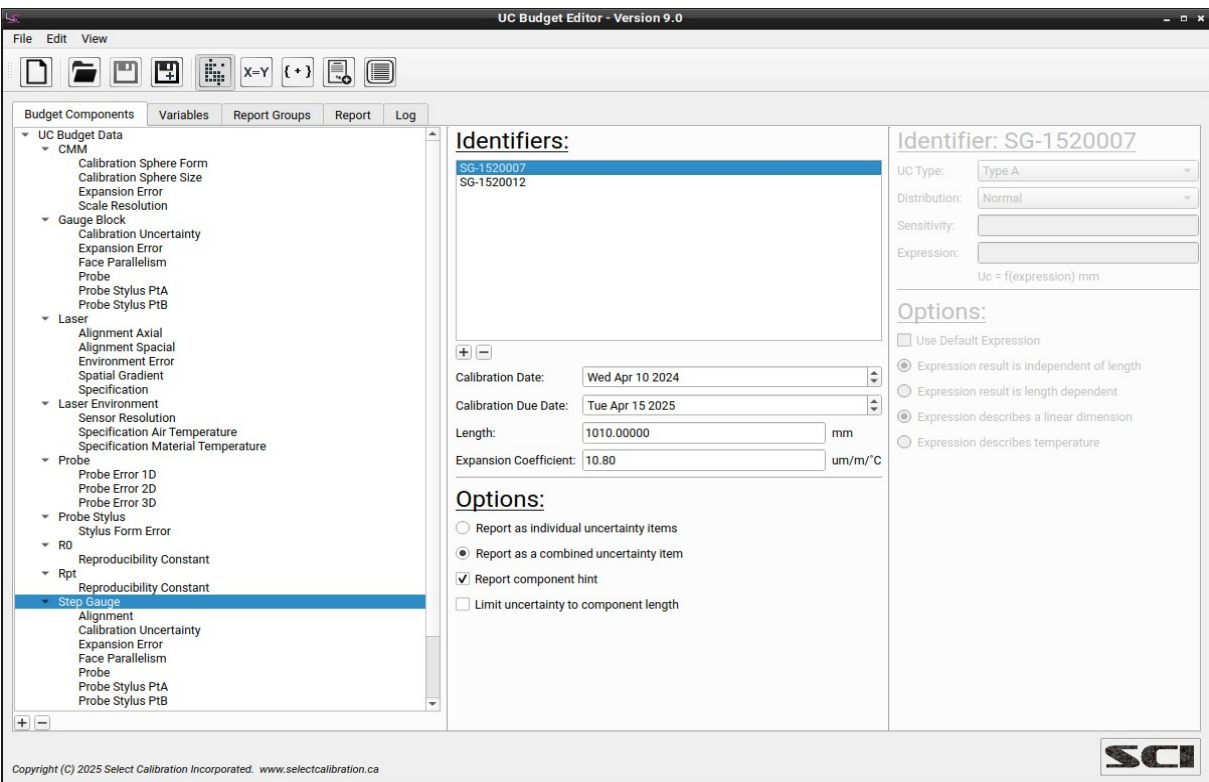 UC Budget Editor - Version 9.0
File Edit View
X=Y {+}
Budget Components Variables Report Groups Report Log
UC Budget Data
CMM
Calibration Sphere Form
Calibration Sphere Size
Expansion Error
Scale Resolution
Gauge Block
Calibration Uncertainty
Expansion Error
Face Parallelism
Probe
Probe Stylus PtA
Probe Stylus PtB
Laser
Alignment Axial
Alignment Spacial
Environment Error
Spatial Gradient
Specification
Laser Environment
Sensor Resolution
Specification Air Temperature
Specification Material Temperature
Probe
Probe Error 1D
Probe Error 2D
Probe Error 3D
Probe Stylus
Stylus Form Error
R0
Reproducibility Constant
Rpt
Reproducibility Constant
Step Gauge
Alignment
Calibration Uncertainty
Expansion Error
Face Parallelism
Probe
Probe Stylus PtA
Probe Stylus PtB
Identifiers:
SG-1520007
SG-1520012
Calibration Date: Wed Apr 10 2024
Calibration Due Date: Tue Apr 15 2025
Length: 1010.00000 mm
Expansion Coefficient: 10.80 um/m/˚C
Options:
Report as individual uncertainty items
Report as a combined uncertainty item
Report component hint
Limit uncertainty to component length
Identifier: SG-1520007
UC Type: Type A
Distribution: Normal
Sensitivity:
Expression:
Uc = f(expression) mm
Options:
Use Default Expression
Expression result is independent of length
Expression result is length dependent
Expression describes a linear dimension
Expression describes temperature
Copyright (C) 2025 Select Calibration Incorporated. www.selectcalibration.ca
SCI